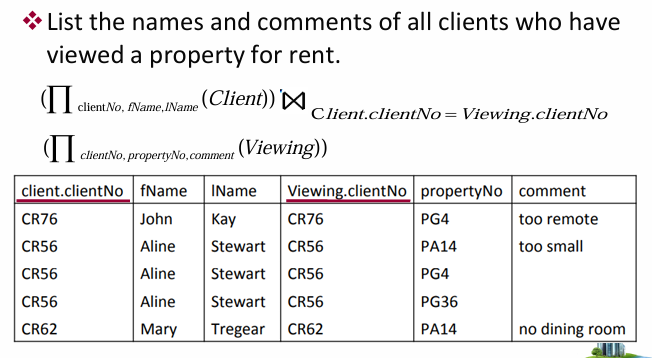 ❖List the names and comments of all clients who have
viewed a property for rent.
(∏ clientNo, fName,lName (Client)) ⋈ Client.clientNo = Viewing.clientNo
(∏ clientNo, propertyNo,comment (Viewing))
client.clientNo fName lName Viewing.clientNo propertyNo comment
CR76 John Kay CR76 PG4 too remote
CR56 Aline Stewart CR56 PA14 too small
CR56 Aline Stewart CR56 PG4
CR56 Aline Stewart CR56 PG36
CR62 Mary Tregear CR62 PA14 no dining room